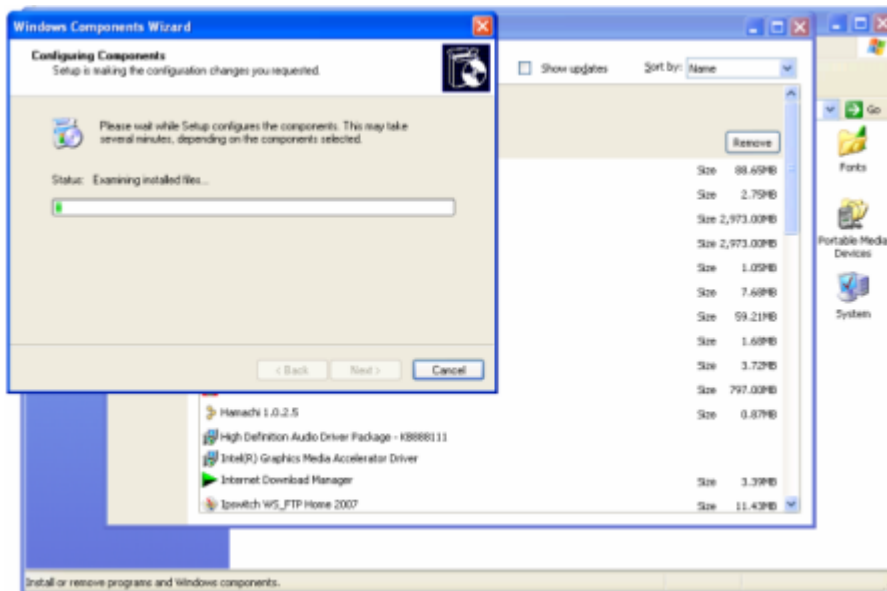 Windows Components Wizard
Configuring Components
Setup is making the configuration changes you requested.
Please wait while Setup configures the components. This may take
several minutes, depending on the components selected.
Status: Examining installed files...
< Back
Next >
Cancel
Show updates
Sort by: Name
Remove
Size 88.65MB
Size 2.75MB
Size 2,973.00MB
Size 2,973.00MB
Size 1.05MB
Size 7.68MB
Size 59.21MB
Size 1.68MB
Size 3.72MB
Size 797.00MB
Hamachi 1.0.2.5 Size 0.87MB
High Definition Audio Driver Package - KB888111
Intel(R) Graphics Media Accelerator Driver
Internet Download Manager Size 3.39MB
Ipswitch WS_FTP Home 2007 Size 11.43MB
Go
Fonts
Portable Media
Devices
System
Install or remove programs and Windows components.